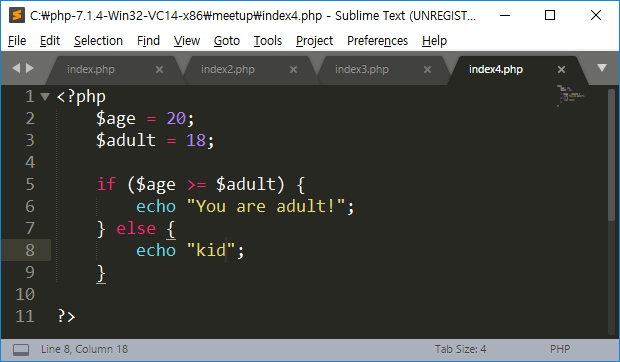 C:₩php-7.1.4-Win32-VC14-x86₩meetup₩index4.php - Sublime Text (UNREGIST...
File Edit Selection Find View Goto Tools Project Preferences Help
index.php index2.php index3.php index4.php
1 <?php
2 $age = 20;
3 $adult = 18;
4
5 if ($age >= $adult) {
6 echo "You are adult!";
7 } else {
8 echo "kid";
9 }
10
11 ?>
Line 8, Column 18 Tab Size: 4 PHP